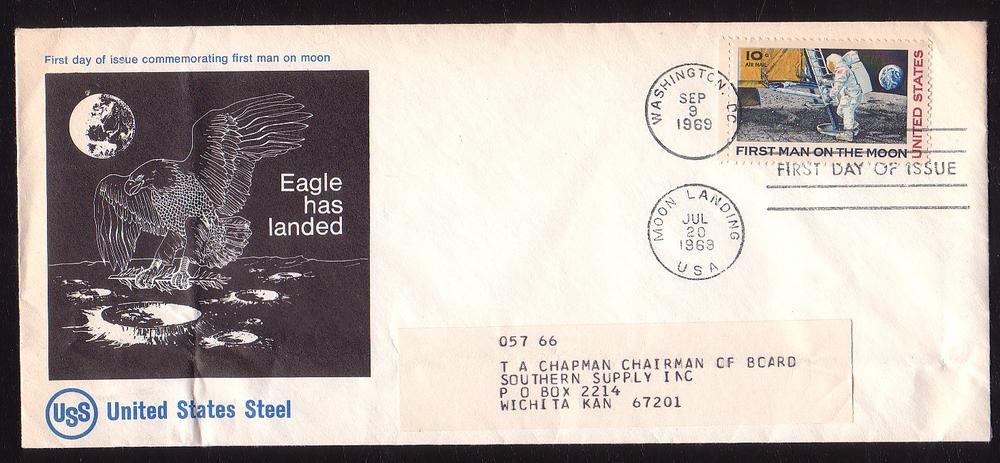 First day of issue commemorating first man on moon
Eagle
has
landed
USS United States Steel
WASHINGTON, DC
SEP
9
1969
10¢
AIR MAIL
UNITED STATES
FIRST MAN ON THE MOON
FIRST DAY OF ISSUE
MOON LANDING
JUL
20
1969
USA
057 66
T A CHAPMAN CHAIRMAN OF BOARD
SOUTHERN SUPPLY INC
P O BOX 2214
WICHITA KAN 67201